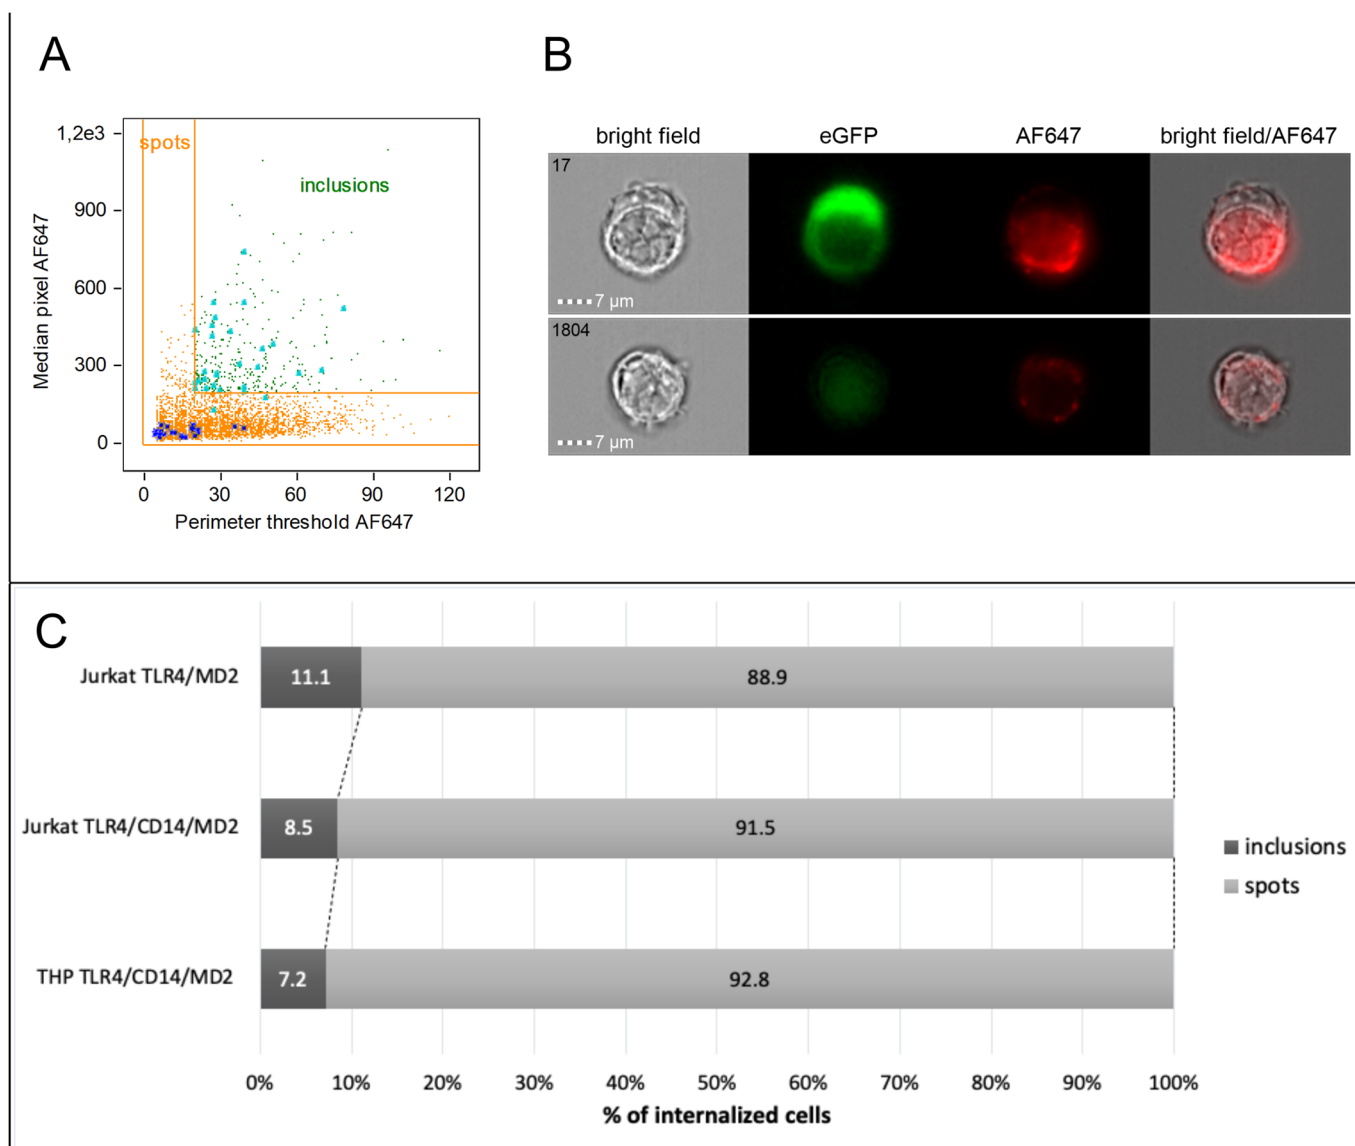 A
B
1,2e3
900
600
300
0
Median pixel AF647
spots
inclusions
0 30 60 90 120
Perimeter threshold AF647
bright field eGFP AF647 bright field/AF647
17
7 µm
1804
7 µm
C
Jurkat TLR4/MD2 11.1 88.9
Jurkat TLR4/CD14/MD2 8.5 91.5
THP TLR4/CD14/MD2 7.2 92.8
inclusions
spots
0% 10% 20% 30% 40% 50% 60% 70% 80% 90% 100%
% of internalized cells